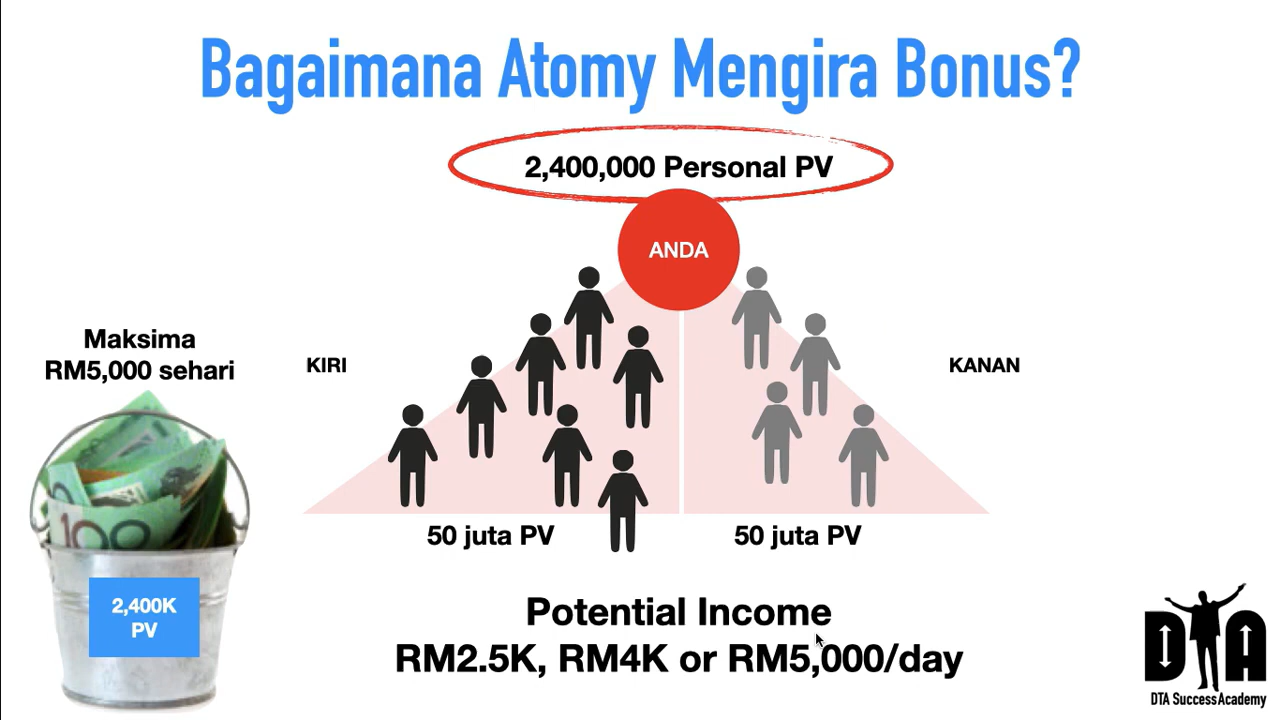 Bagaimana Atomy Mengira Bonus?
2,400,000 Personal PV
ANDA
Maksima
RM5,000 sehari
KIRI
KANAN
100
50 juta PV
50 juta PV
2,400K
PV
Potential Income
RM2.5K, RM4K or RM5,000/day
DTA
DTA SuccessAcademy